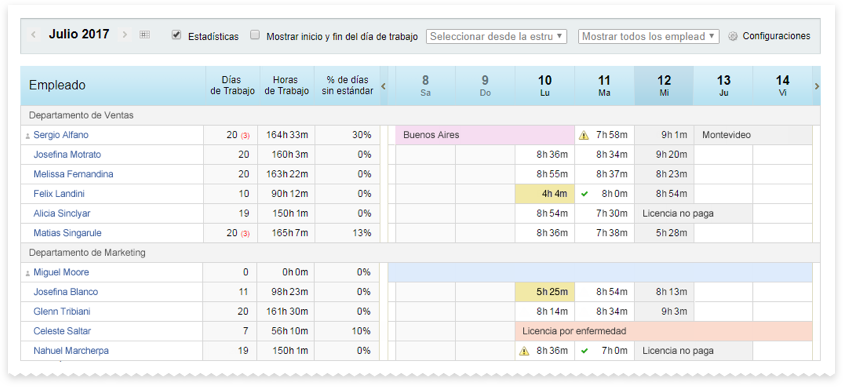 Julio 2017
Estadísticas
Mostrar inicio y fin del día de trabajo
Seleccionar desde la estru
Mostrar todos los emplead
Configuraciones
Empleado Días de Trabajo Horas de Trabajo % de días sin estándar 8 Sa 9 Do 10 Lu 11 Ma 12 Mi 13 Ju 14 Vi
Departamento de Ventas
Sergio Alfano 20 (3) 164h 33m 30% Buenos Aires 7h 58m 9h 1m Montevideo
Josefina Motrato 20 160h 3m 0% 8h 36m 8h 34m 9h 20m
Melissa Fernandina 20 163h 22m 0% 8h 55m 8h 37m 8h 23m
Felix Landini 10 90h 12m 0% 4h 4m 8h 0m 8h 54m
Alicia Sinclyar 19 150h 1m 0% 8h 54m 7h 30m Licencia no paga
Matias Singarule 20 (3) 165h 7m 13% 8h 36m 7h 38m 5h 28m
Departamento de Marketing
Miguel Moore 0 0h 0m 0%
Josefina Blanco 11 98h 23m 0% 5h 25m 8h 54m 8h 13m
Glenn Tribiani 20 161h 30m 0% 8h 14m 8h 34m 9h 3m
Celeste Saltar 7 56h 10m 10% Licencia por enfermedad
Nahuel Marcherpa 19 150h 1m 0% 8h 36m 7h 0m Licencia no paga